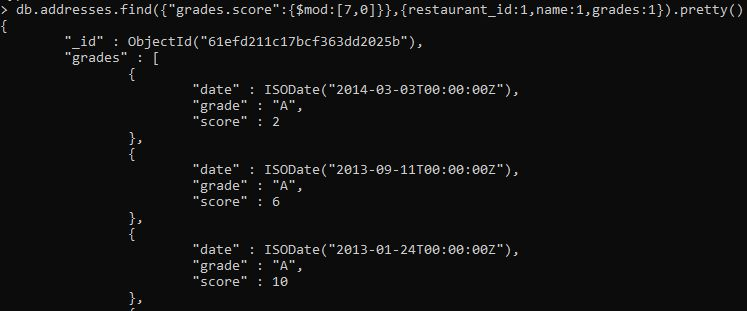 > db.addresses.find({"grades.score":{$mod:[7,0]}},{restaurant_id:1,name:1,grades:1}).pretty()
{
"_id" : ObjectId("61efd211c17bcf363dd2025b"),
"grades" : [
{
"date" : ISODate("2014-03-03T00:00:00Z"),
"grade" : "A",
"score" : 2
},
{
"date" : ISODate("2013-09-11T00:00:00Z"),
"grade" : "A",
"score" : 6
},
{
"date" : ISODate("2013-01-24T00:00:00Z"),
"grade" : "A",
"score" : 10
},